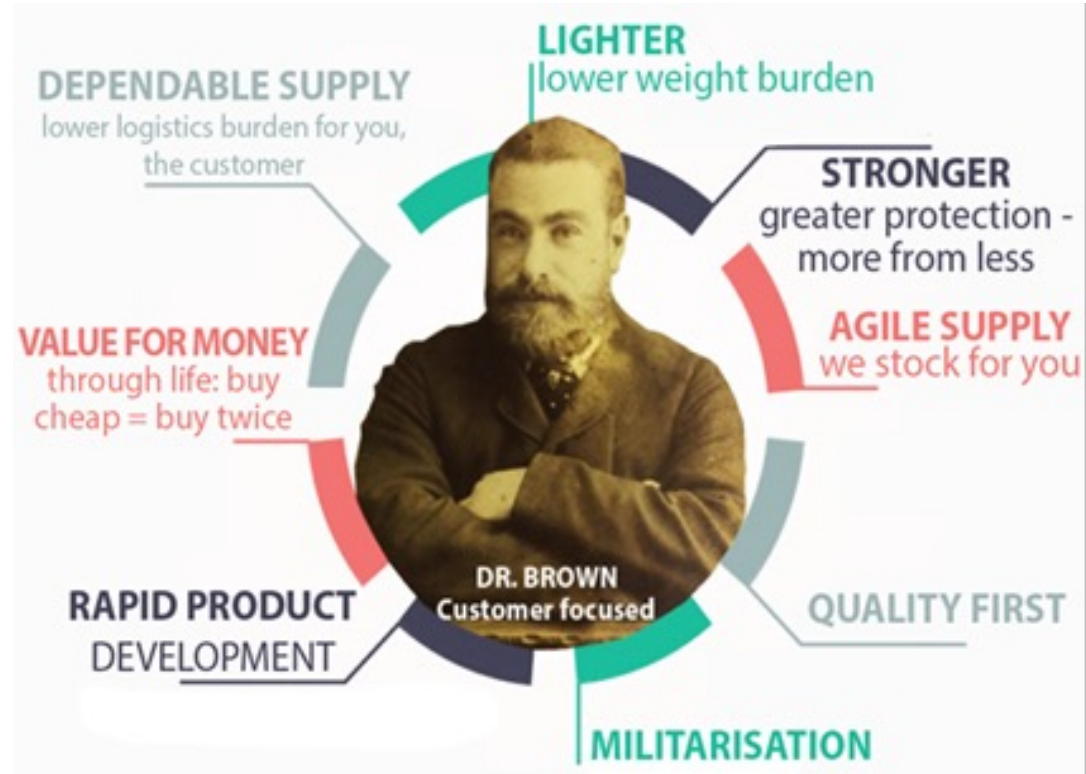 LIGHTER
lower weight burden
DEPENDABLE SUPPLY
lower logistics burden for you,
the customer
STRONGER
greater protection -
more from less
AGILE SUPPLY
we stock for you
VALUE FOR MONEY
through life: buy
cheap = buy twice
DR. BROWN
Customer focused
RAPID PRODUCT
DEVELOPMENT
QUALITY FIRST
MILITARISATION